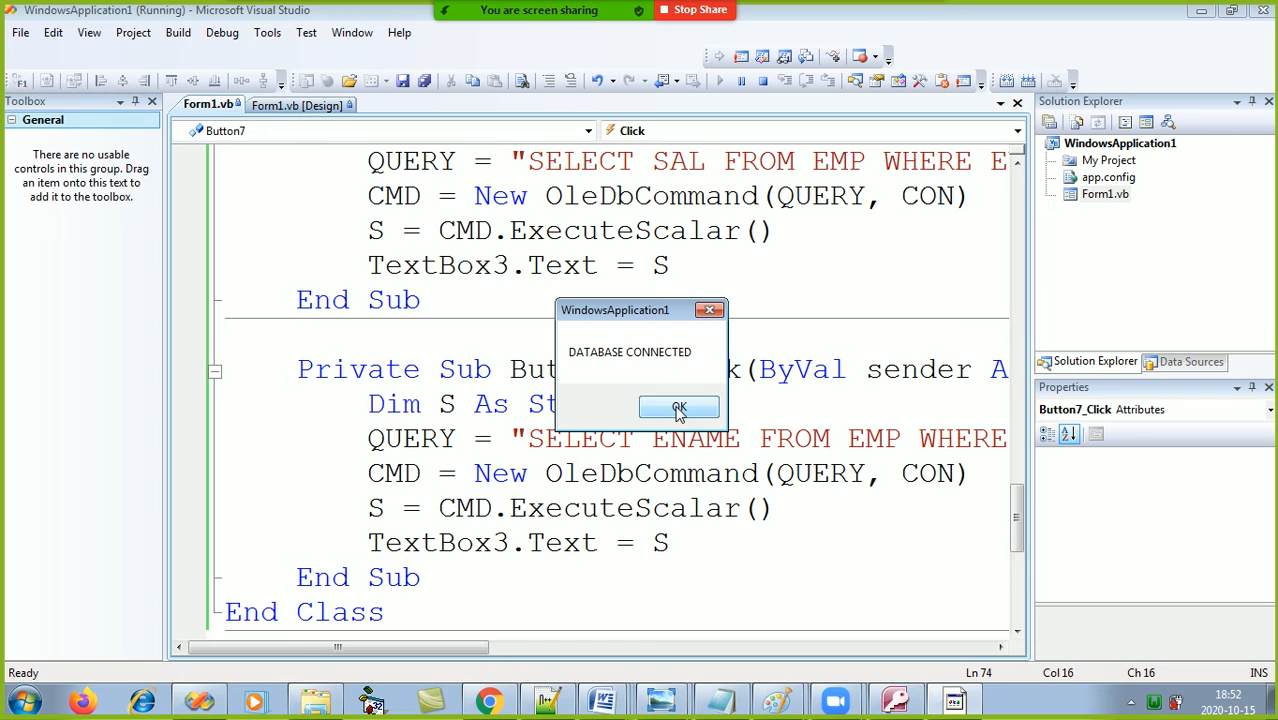 WindowsApplication1 (Running) - Microsoft Visual Studio
You are screen sharing
Stop Share
File Edit View Project Build Debug Tools Test Window Help
Toolbox
Form1.vb
Form1.vb [Design]
Solution Explorer
General
Button7
Click
There are no usable
controls in this group. Drag
an item onto this text to
add it to the toolbox.
WindowsApplication1
My Project
app.config
Form1.vb
QUERY = "SELECT SAL FROM EMP WHERE E
CMD = New OleDbCommand(QUERY, CON)
S = CMD.ExecuteScalar()
TextBox3.Text = S
End Sub
WindowsApplication1
DATABASE CONNECTED
OK
Private Sub But k(ByVal sender A
Dim S As St
QUERY = "SELECT ENAME FROM EMP WHERE
CMD = New OleDbCommand(QUERY, CON)
S = CMD.ExecuteScalar()
TextBox3.Text = S
End Sub
End Class
Solution Explorer
Data Sources
Properties
Button7_Click Attributes
Ready
Ln 74
Col 16
Ch 16
INS
18:52
2020-10-15